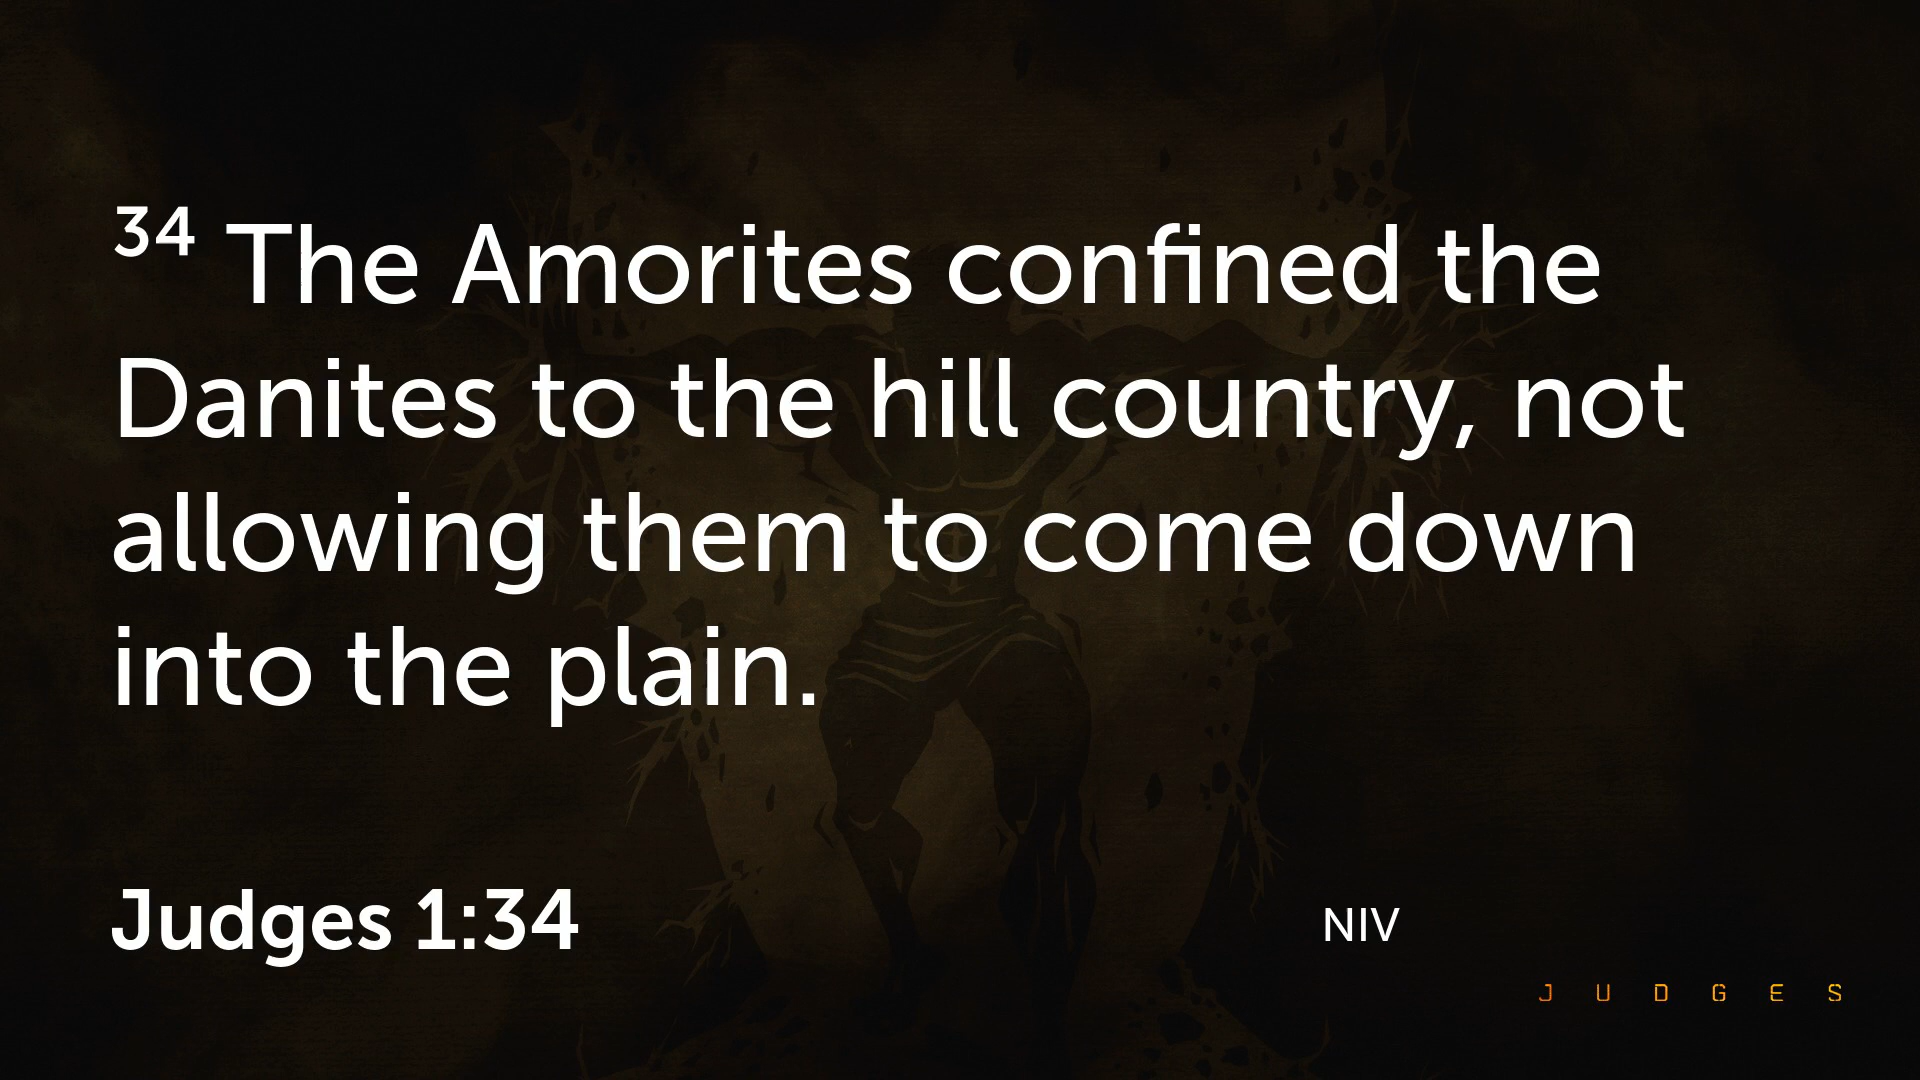 34 The Amorites confined the
Danites to the hill country, not
allowing them to come down
into the plain.
Judges 1:34
NIV
JUDGES